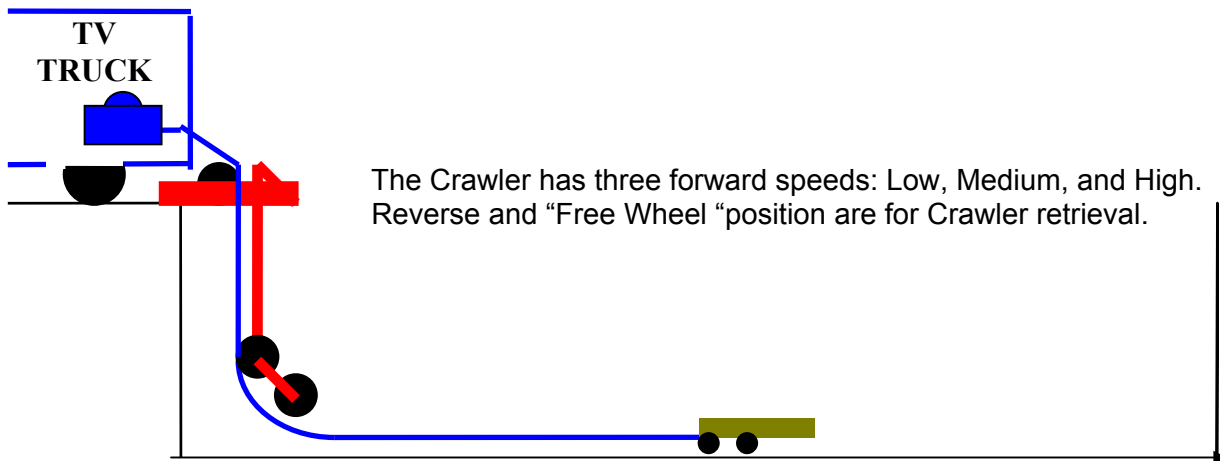 TV
TRUCK
The Crawler has three forward speeds: Low, Medium, and High.
Reverse and “Free Wheel “position are for Crawler retrieval.